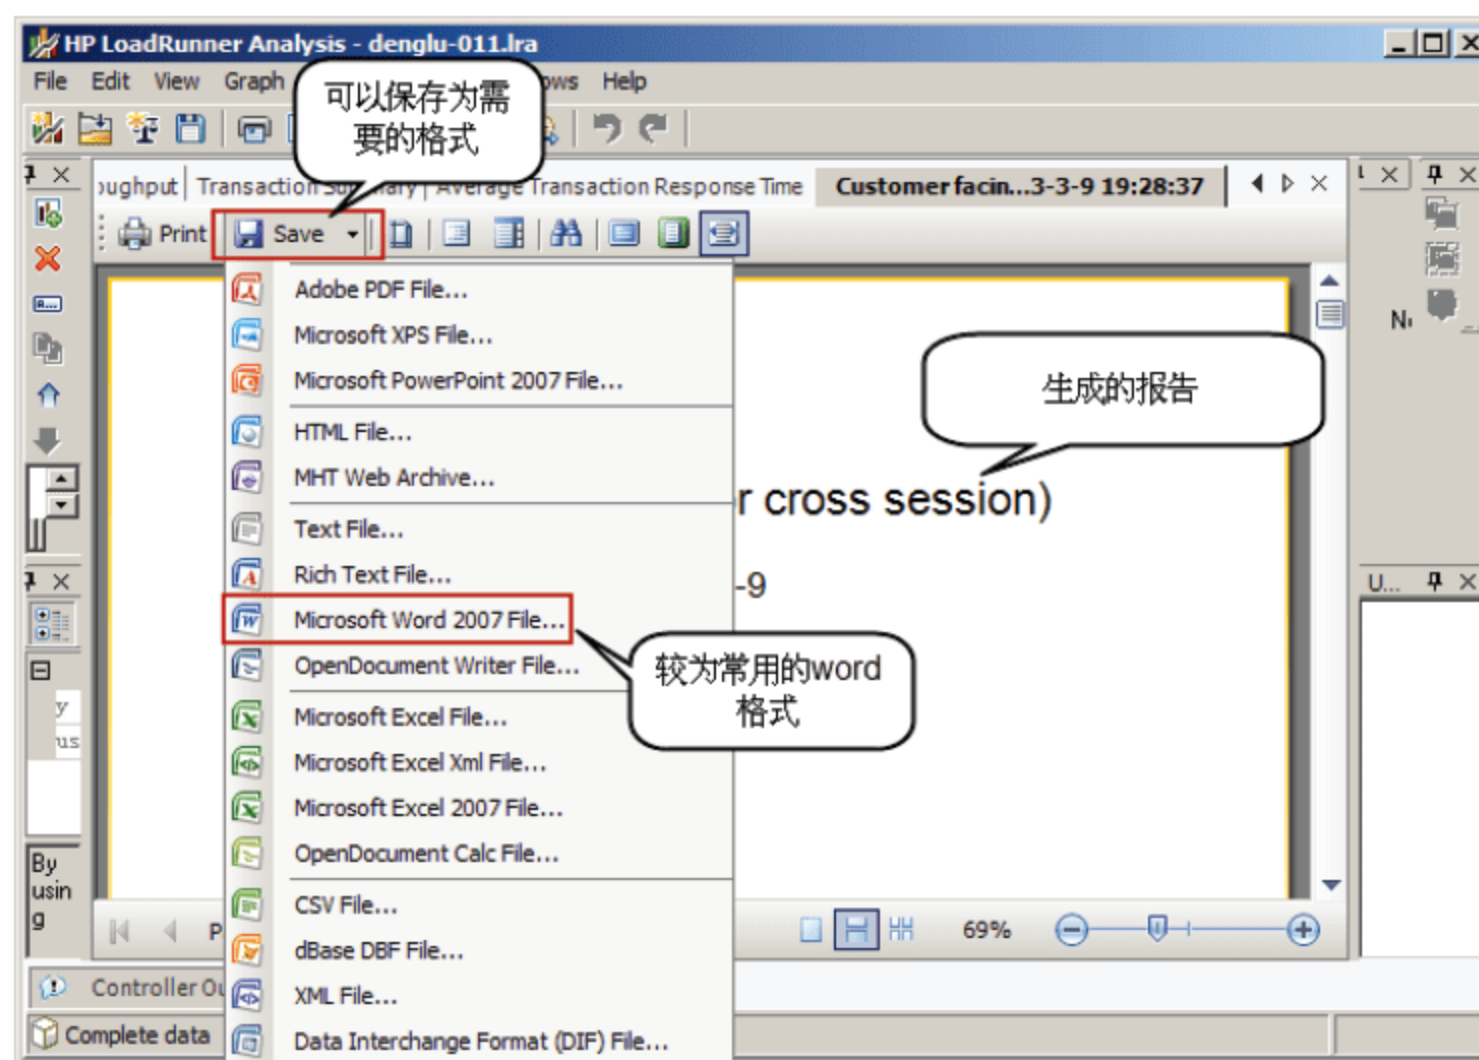 HP LoadRunner Analysis - denglu-011.lra
File Edit View Graph ows Help
可以保存为需
要的格式
oughput Transaction Summary Average Transaction Response Time Customer facin...3-3-9 19:28:37
Print Save
Adobe PDF File...
Microsoft XPS File...
Microsoft PowerPoint 2007 File...
HTML File...
MHT Web Archive...
Text File...
Rich Text File...
Microsoft Word 2007 File...
OpenDocument Writer File...
Microsoft Excel File...
Microsoft Excel Xml File...
Microsoft Excel 2007 File...
OpenDocument Calc File...
CSV File...
dBase DBF File...
XML File...
Data Interchange Format (DIF) File...
生成的报告
r cross session)
-9
较为常用的word
格式
U...
y
us
By
usin
g
P
69%
Controller Ou
Complete data